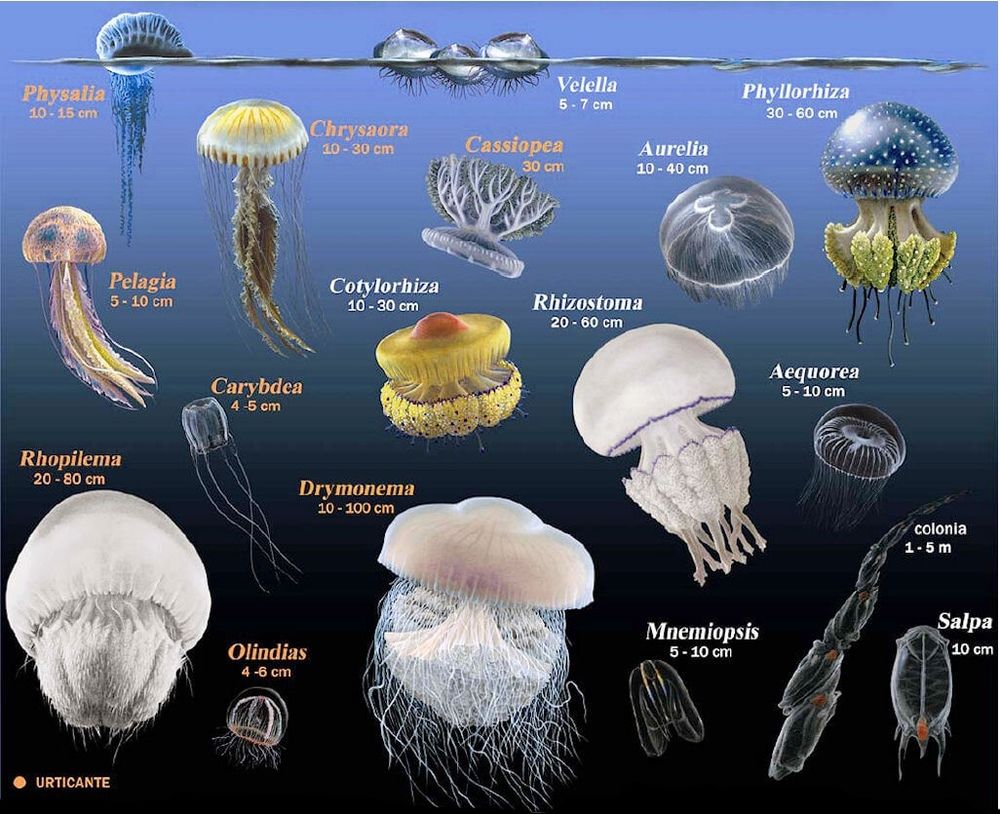 Physalia
10 - 15 cm
Velella
5 - 7 cm
Phyllorhiza
30 - 60 cm
Chrysaora
10 - 30 cm
Cassiopea
30 cm
Aurelia
10 - 40 cm
Pelagia
5 - 10 cm
Cotylorhiza
10 - 30 cm
Rhizostoma
20 - 60 cm
Carybdea
4 -5 cm
Aequorea
5 - 10 cm
Rhopilema
20 - 80 cm
Drymonema
10 - 100 cm
colonia
1 - 5 m
Olindias
4 -6 cm
Mnemiopsis
5 - 10 cm
Salpa
10 cm
URTICANTE